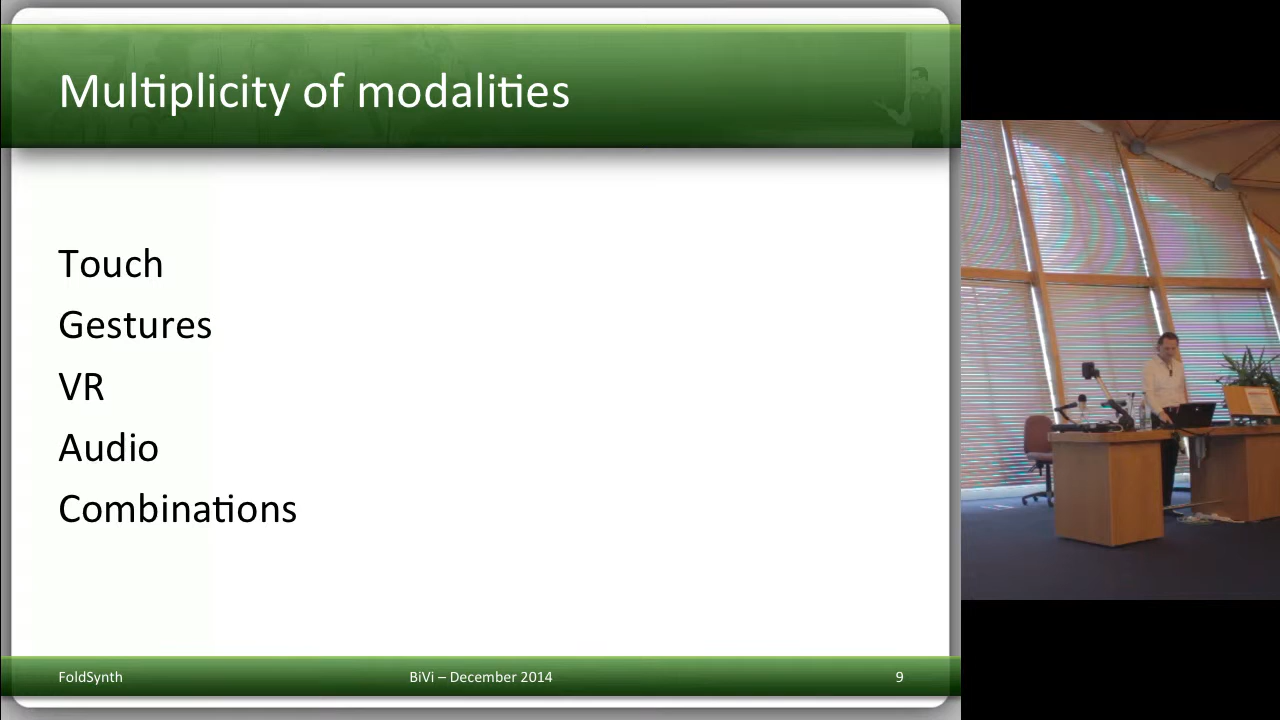 Multiplicity of modalities
Touch
Gestures
VR
Audio
Combinations
FoldSynth
BiVi – December 2014
9